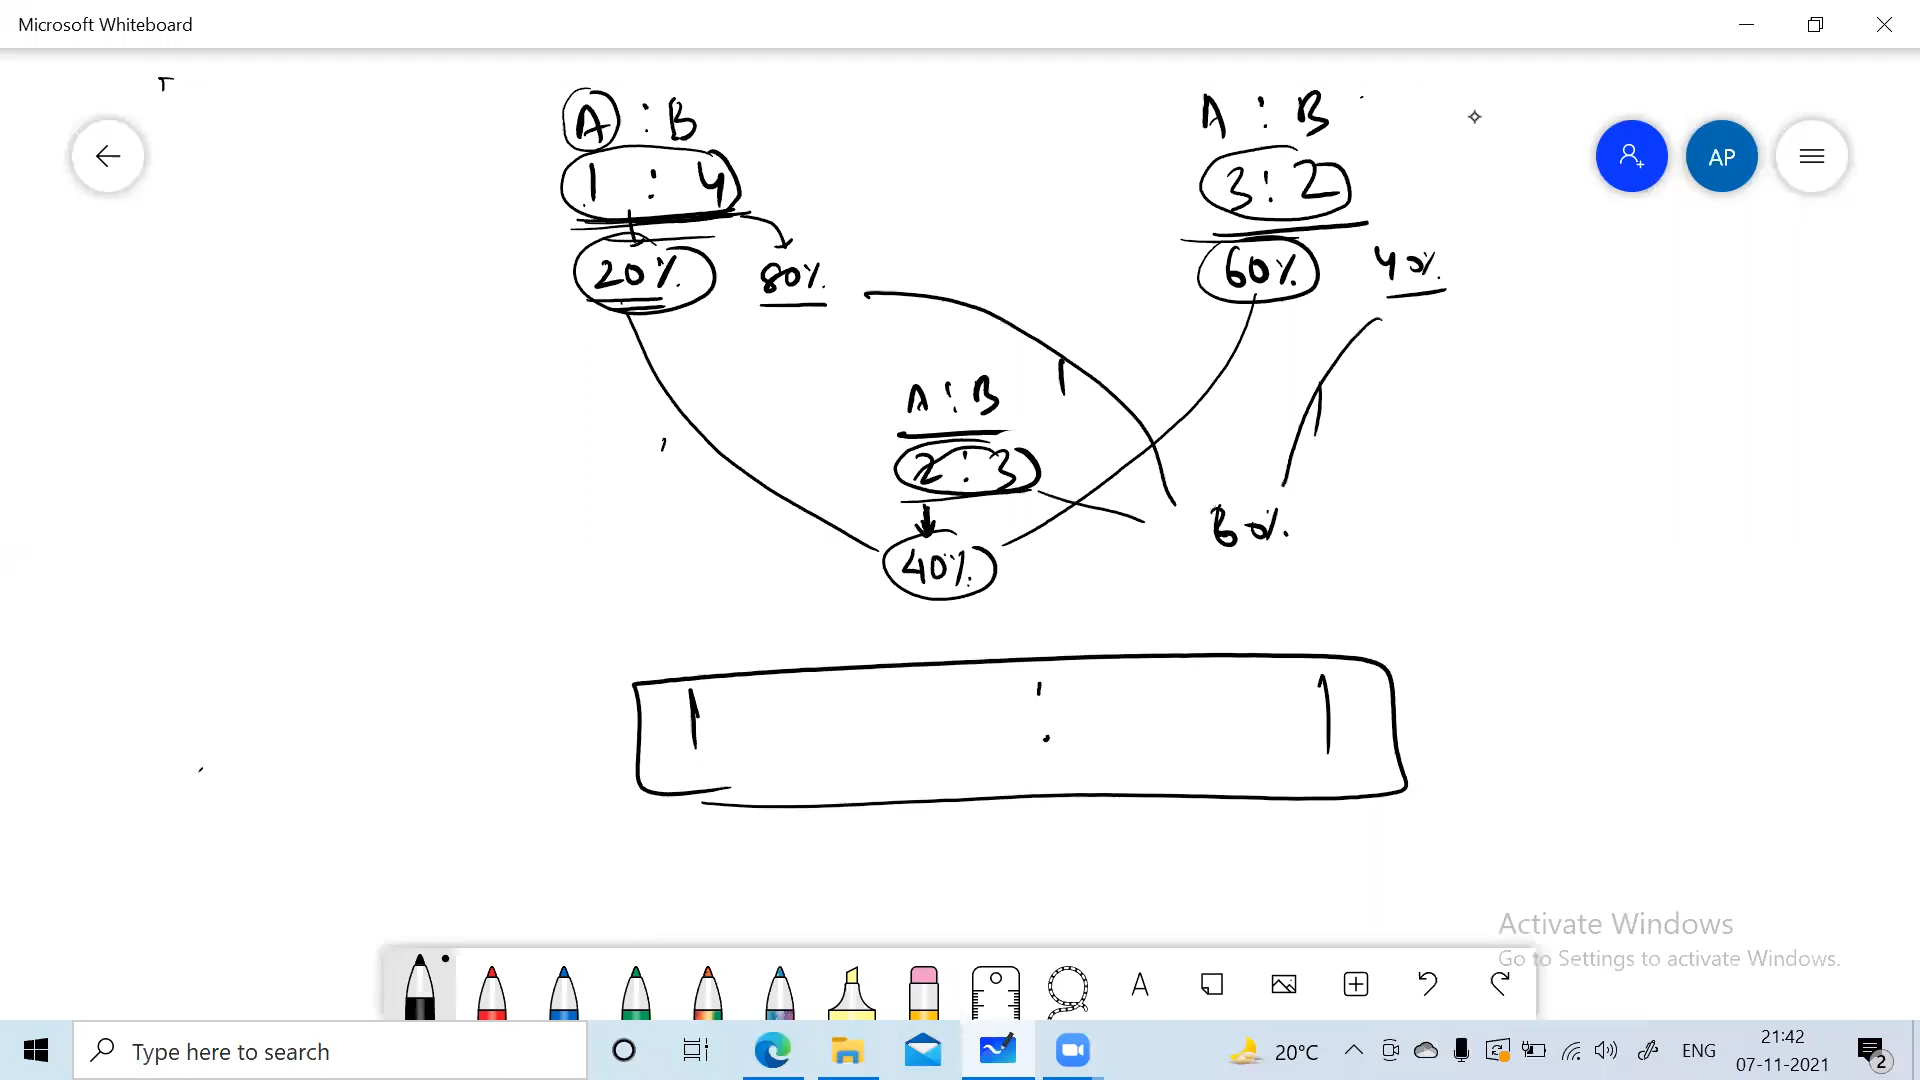 Microsoft Whiteboard
A : B
A : B
1 : 4
3 : 2
AP
20%
80%
60%
40%
A : B
2 : 3
60%
40%
1 : 1
Activate Windows
Go to Settings to activate Windows.
A
Type here to search
20°C
ENG
21:42
07-11-2021
2